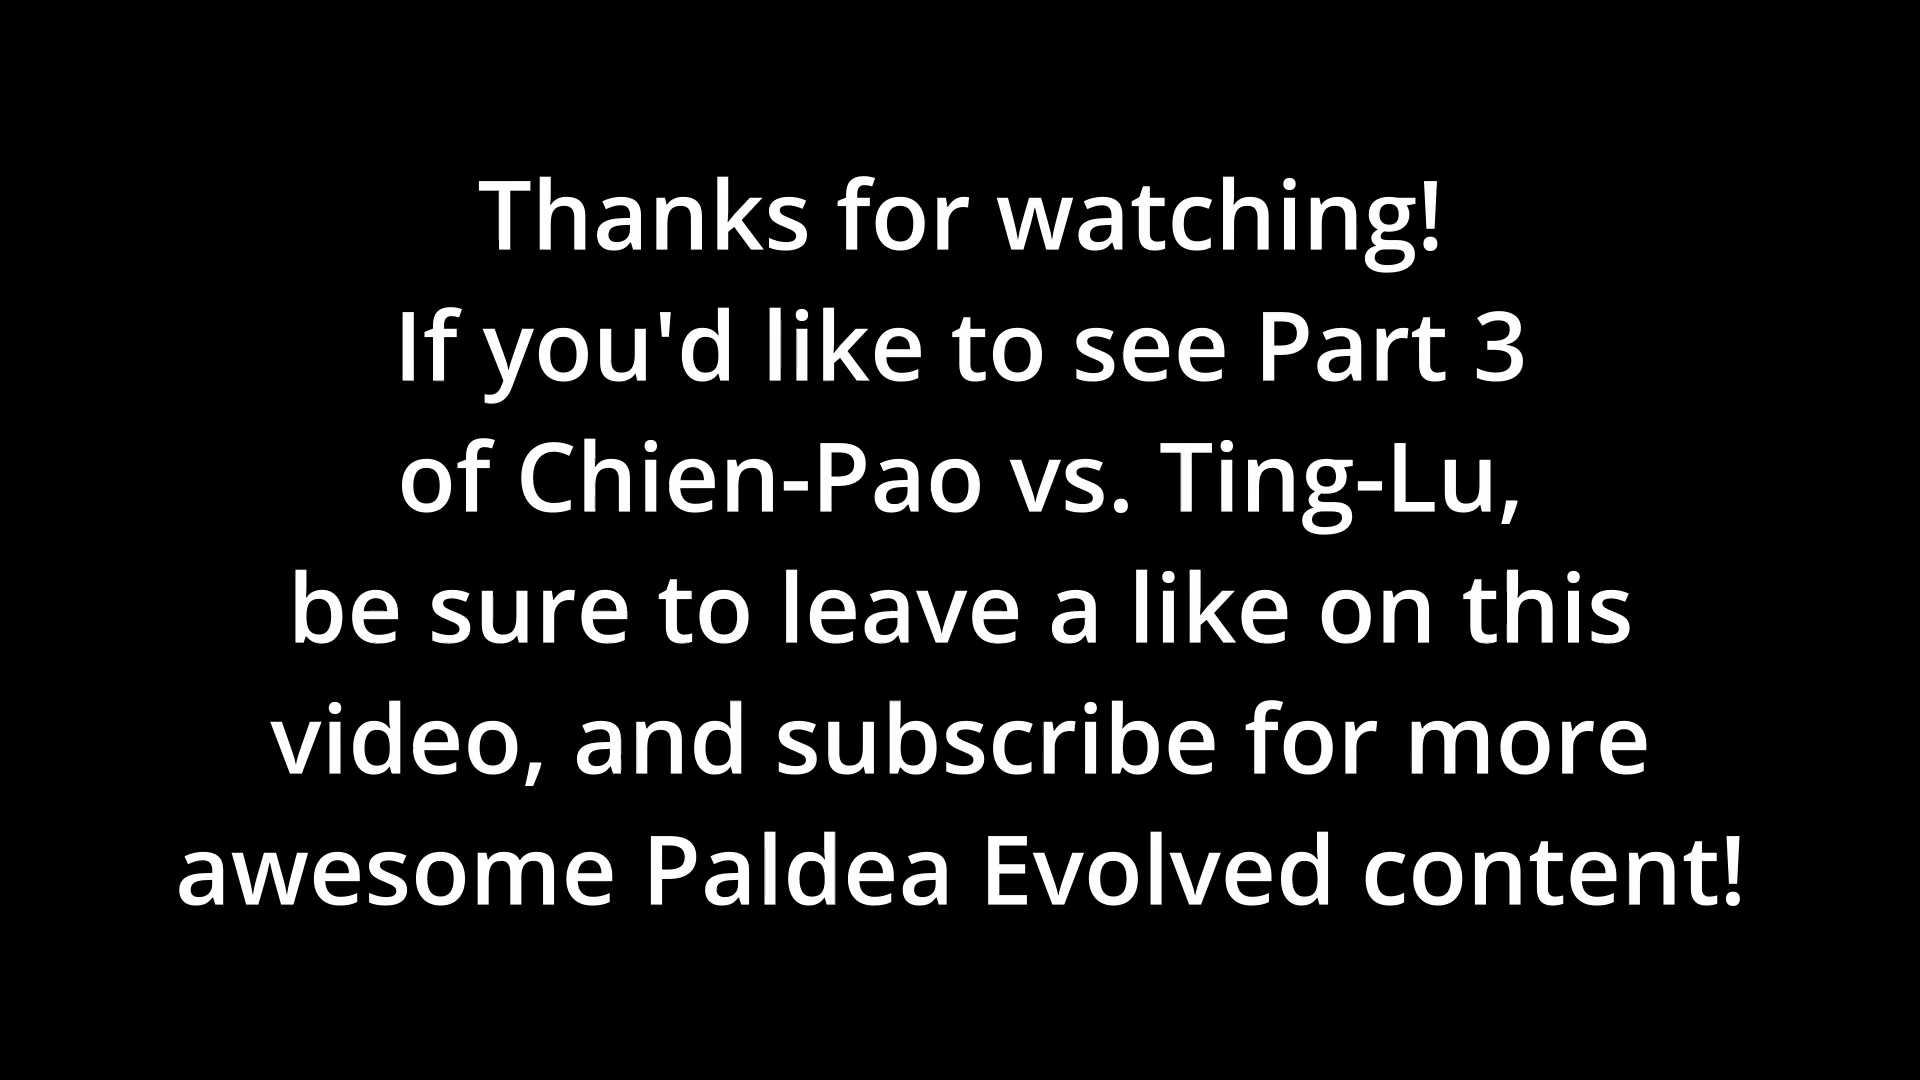 Thanks for watching!
If you'd like to see Part 3
of Chien-Pao vs. Ting-Lu,
be sure to leave a like on this
video, and subscribe for more
awesome Paldea Evolved content!